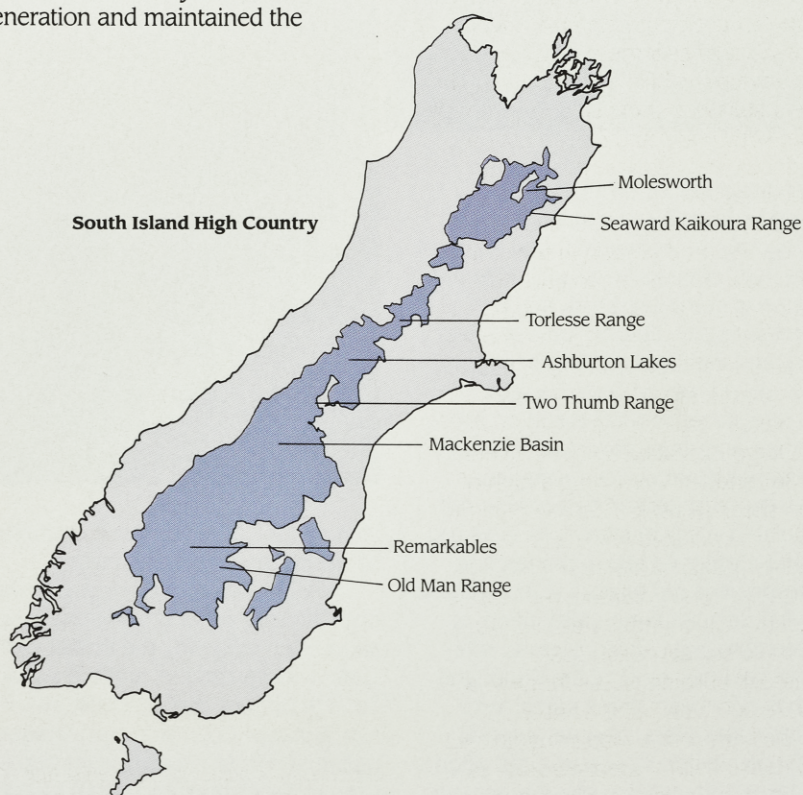 eneration and maintained the
South Island High Country
Molesworth
Seaward Kaikoura Range
Torlesse Range
Ashburton Lakes
Two Thumb Range
Mackenzie Basin
Remarkables
Old Man Range